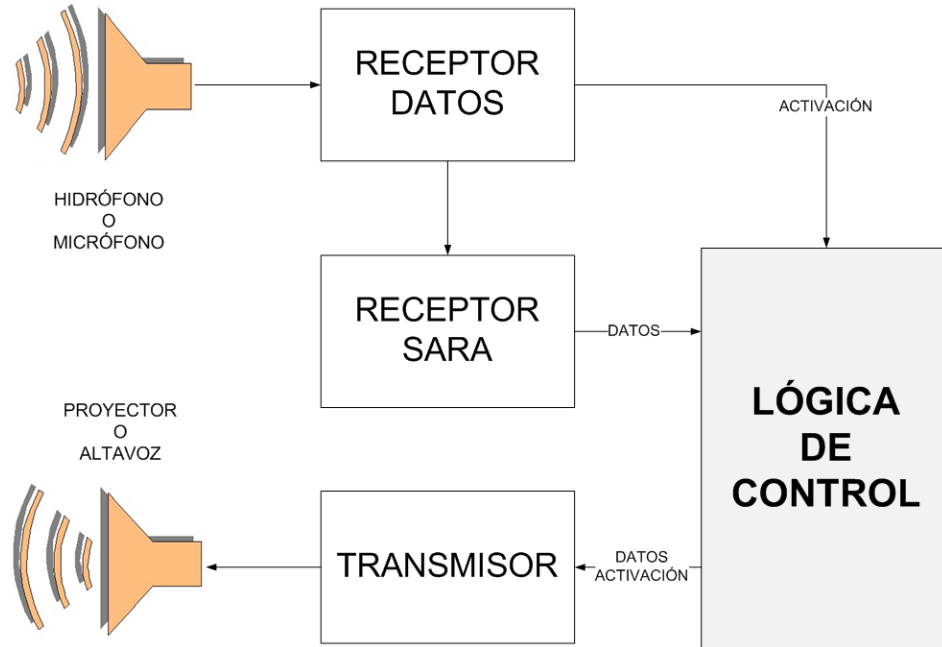 RECEPTOR
DATOS
ACTIVACIÓN
HIDRÓFONO
O
MICRÓFONO
RECEPTOR
SARA
DATOS
LÓGICA
DE
CONTROL
PROYECTOR
O
ALTAVOZ
TRANSMISOR
DATOS
ACTIVACIÓN